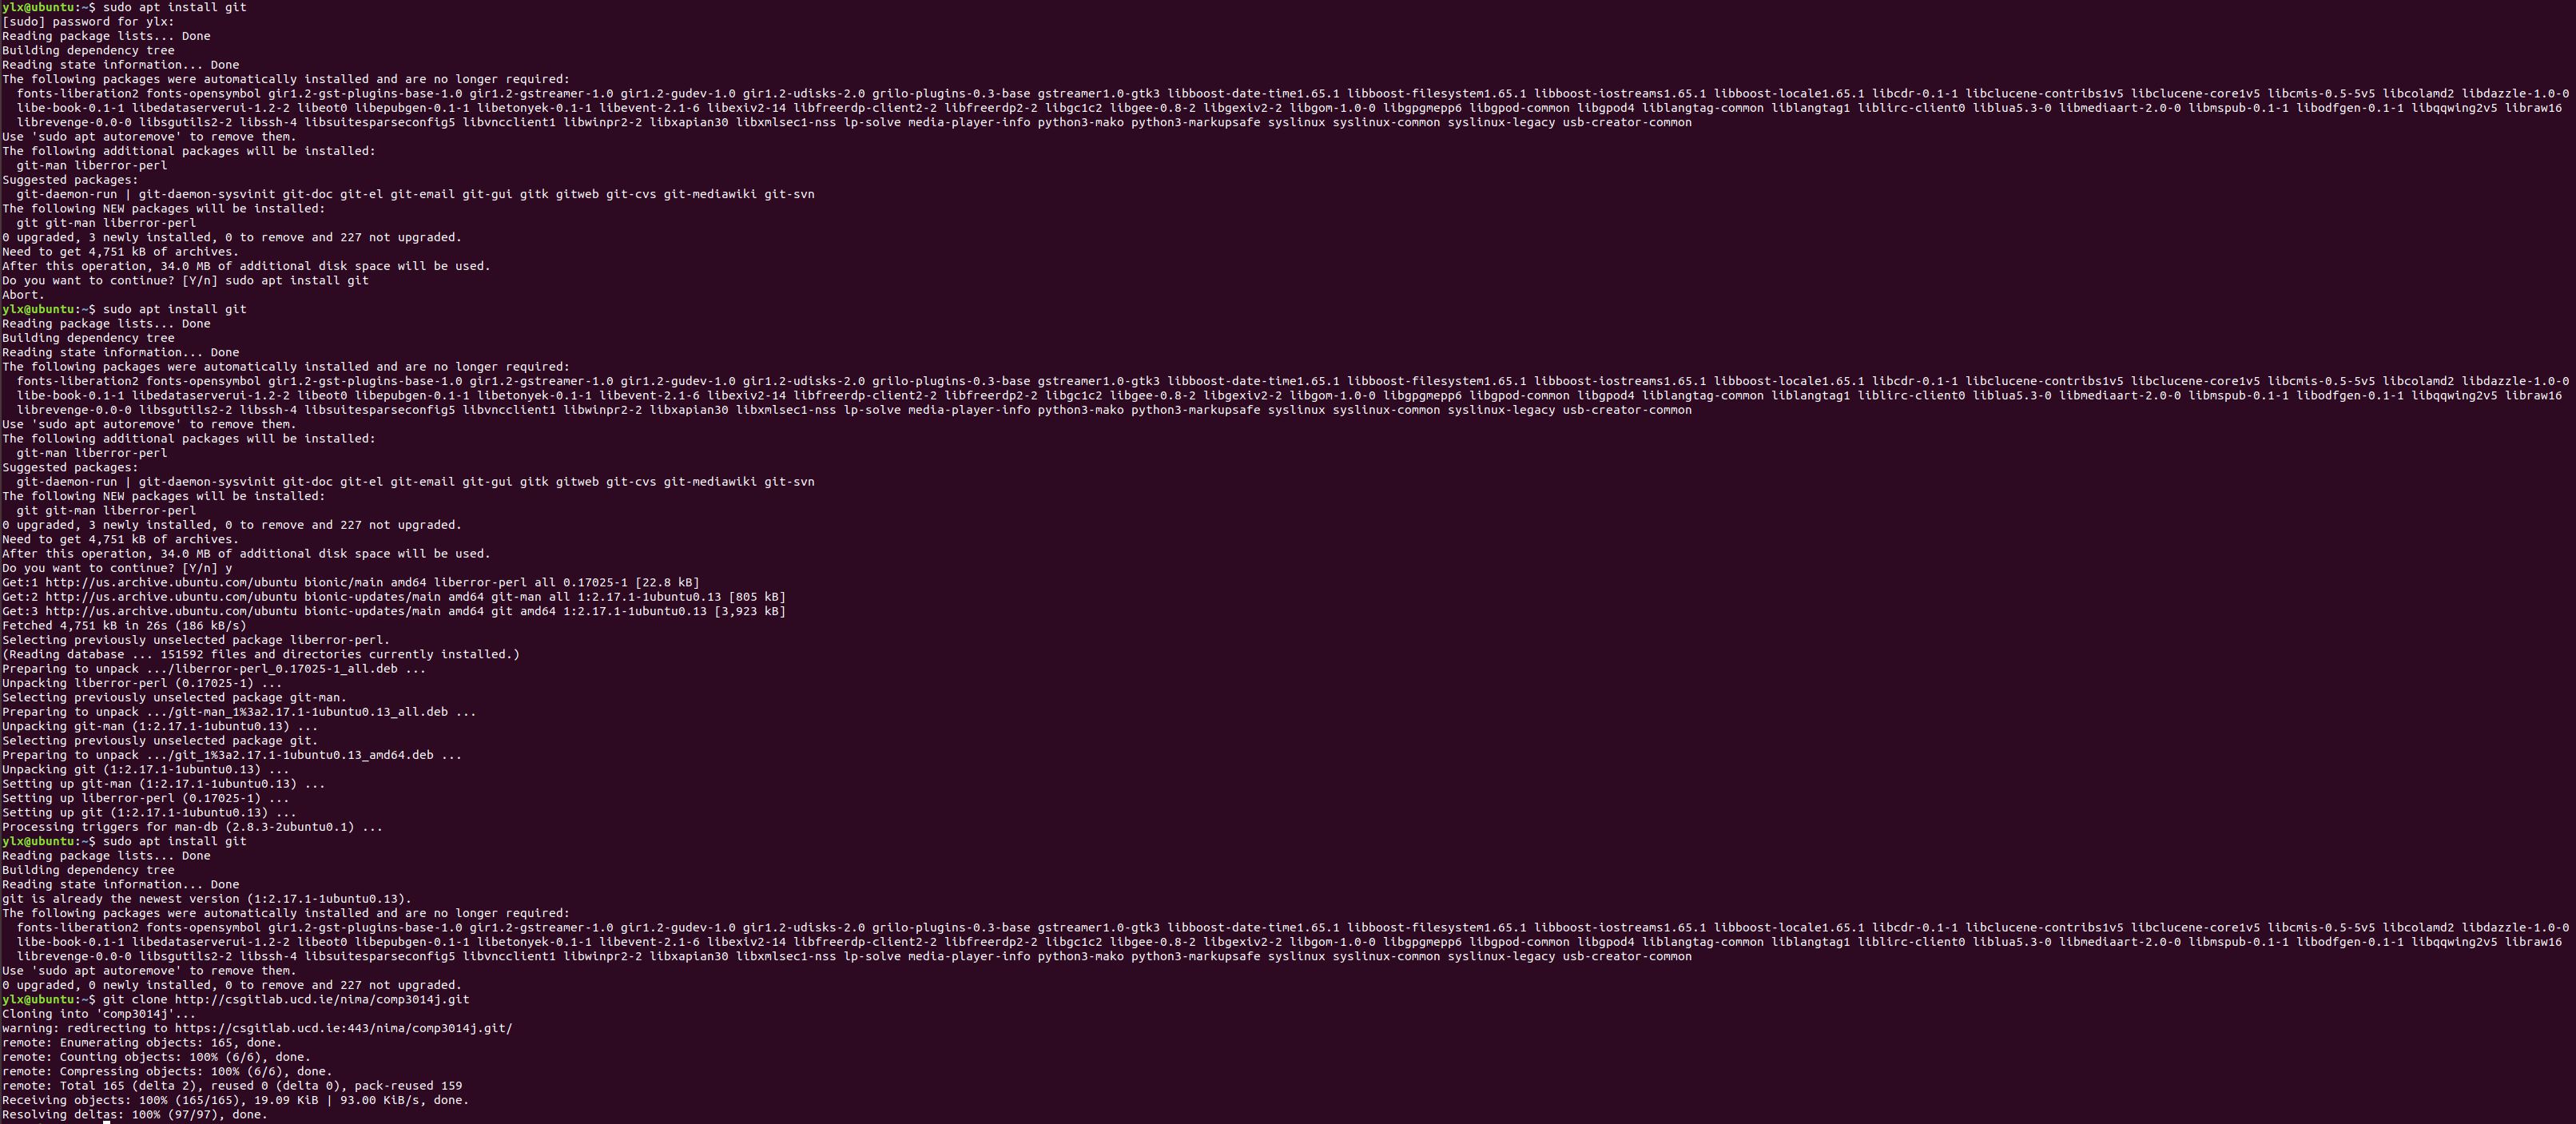 ylx@ubuntu:~$ sudo apt install git
[sudo] password for ylx:
Reading package lists... Done
Building dependency tree
Reading state information... Done
The following packages were automatically installed and are no longer required:
  fonts-liberation2 fonts-opensymbol gir1.2-gst-plugins-base-1.0 gir1.2-gstreamer-1.0 gir1.2-gudev-1.0 gir1.2-udisks-2.0 grilo-plugins-0.3-base gstreamer1.0-gtk3 libboost-date-time1.65.1 libboost-filesystem1.65.1 libboost-iostreams1.65.1 libboost-locale1.65.1 libcdr-0.1-1 libclucene-contribs1v5 libclucene-core1v5 libcmis-0.5-5v5 libcolamd2 libdazzle-1.0-0
  libe-book-0.1-1 libedataserverui-1.2-2 libeot0 libepubgen-0.1-1 libetonyek-0.1-1 libevent-2.1-6 libexiv2-14 libfreerdp-client2-2 libfreerdp2-2 libgc1c2 libgee-0.8-2 libgexiv2-2 libgom-1.0-0 libgpgmepp6 libgpod-common libgpod4 liblangtag-common liblangtag1 liblirc-client0 liblua5.3-0 libmediaart-2.0-0 libmspub-0.1-1 libodfgen-0.1-1 libqqwing2v5 libraw16
  librevenge-0.0-0 libsgutils2-2 libssh-4 libsuitesparseconfig5 libvncclient1 libwinpr2-2 libxapian30 libxmlsec1-nss lp-solve media-player-info python3-mako python3-markupsafe syslinux syslinux-common syslinux-legacy usb-creator-common
Use 'sudo apt autoremove' to remove them.
The following additional packages will be installed:
  git-man liberror-perl
Suggested packages:
  git-daemon-run | git-daemon-sysvinit git-doc git-el git-email git-gui gitk gitweb git-cvs git-mediawiki git-svn
The following NEW packages will be installed:
  git git-man liberror-perl
0 upgraded, 3 newly installed, 0 to remove and 227 not upgraded.
Need to get 4,751 kB of archives.
After this operation, 34.0 MB of additional disk space will be used.
Do you want to continue? [Y/n] sudo apt install git
Abort.
ylx@ubuntu:~$ sudo apt install git
Reading package lists... Done
Building dependency tree
Reading state information... Done
The following packages were automatically installed and are no longer required:
  fonts-liberation2 fonts-opensymbol gir1.2-gst-plugins-base-1.0 gir1.2-gstreamer-1.0 gir1.2-gudev-1.0 gir1.2-udisks-2.0 grilo-plugins-0.3-base gstreamer1.0-gtk3 libboost-date-time1.65.1 libboost-filesystem1.65.1 libboost-iostreams1.65.1 libboost-locale1.65.1 libcdr-0.1-1 libclucene-contribs1v5 libclucene-core1v5 libcmis-0.5-5v5 libcolamd2 libdazzle-1.0-0
  libe-book-0.1-1 libedataserverui-1.2-2 libeot0 libepubgen-0.1-1 libetonyek-0.1-1 libevent-2.1-6 libexiv2-14 libfreerdp-client2-2 libfreerdp2-2 libgc1c2 libgee-0.8-2 libgexiv2-2 libgom-1.0-0 libgpgmepp6 libgpod-common libgpod4 liblangtag-common liblangtag1 liblirc-client0 liblua5.3-0 libmediaart-2.0-0 libmspub-0.1-1 libodfgen-0.1-1 libqqwing2v5 libraw16
  librevenge-0.0-0 libsgutils2-2 libssh-4 libsuitesparseconfig5 libvncclient1 libwinpr2-2 libxapian30 libxmlsec1-nss lp-solve media-player-info python3-mako python3-markupsafe syslinux syslinux-common syslinux-legacy usb-creator-common
Use 'sudo apt autoremove' to remove them.
The following additional packages will be installed:
  git-man liberror-perl
Suggested packages:
  git-daemon-run | git-daemon-sysvinit git-doc git-el git-email git-gui gitk gitweb git-cvs git-mediawiki git-svn
The following NEW packages will be installed:
  git git-man liberror-perl
0 upgraded, 3 newly installed, 0 to remove and 227 not upgraded.
Need to get 4,751 kB of archives.
After this operation, 34.0 MB of additional disk space will be used.
Do you want to continue? [Y/n] y
Get:1 http://us.archive.ubuntu.com/ubuntu bionic/main amd64 liberror-perl all 0.17025-1 [22.8 kB]
Get:2 http://us.archive.ubuntu.com/ubuntu bionic-updates/main amd64 git-man all 1:2.17.1-1ubuntu0.13 [805 kB]
Get:3 http://us.archive.ubuntu.com/ubuntu bionic-updates/main amd64 git amd64 1:2.17.1-1ubuntu0.13 [3,923 kB]
Fetched 4,751 kB in 26s (186 kB/s)
Selecting previously unselected package liberror-perl.
(Reading database ... 151592 files and directories currently installed.)
Preparing to unpack .../liberror-perl_0.17025-1_all.deb ...
Unpacking liberror-perl (0.17025-1) ...
Selecting previously unselected package git-man.
Preparing to unpack .../git-man_1%3a2.17.1-1ubuntu0.13_all.deb ...
Unpacking git-man (1:2.17.1-1ubuntu0.13) ...
Selecting previously unselected package git.
Preparing to unpack .../git_1%3a2.17.1-1ubuntu0.13_amd64.deb ...
Unpacking git (1:2.17.1-1ubuntu0.13) ...
Setting up git-man (1:2.17.1-1ubuntu0.13) ...
Setting up liberror-perl (0.17025-1) ...
Setting up git (1:2.17.1-1ubuntu0.13) ...
Processing triggers for man-db (2.8.3-2ubuntu0.1) ...
ylx@ubuntu:~$ sudo apt install git
Reading package lists... Done
Building dependency tree
Reading state information... Done
git is already the newest version (1:2.17.1-1ubuntu0.13).
The following packages were automatically installed and are no longer required:
  fonts-liberation2 fonts-opensymbol gir1.2-gst-plugins-base-1.0 gir1.2-gstreamer-1.0 gir1.2-gudev-1.0 gir1.2-udisks-2.0 grilo-plugins-0.3-base gstreamer1.0-gtk3 libboost-date-time1.65.1 libboost-filesystem1.65.1 libboost-iostreams1.65.1 libboost-locale1.65.1 libcdr-0.1-1 libclucene-contribs1v5 libclucene-core1v5 libcmis-0.5-5v5 libcolamd2 libdazzle-1.0-0
  libe-book-0.1-1 libedataserverui-1.2-2 libeot0 libepubgen-0.1-1 libetonyek-0.1-1 libevent-2.1-6 libexiv2-14 libfreerdp-client2-2 libfreerdp2-2 libgc1c2 libgee-0.8-2 libgexiv2-2 libgom-1.0-0 libgpgmepp6 libgpod-common libgpod4 liblangtag-common liblangtag1 liblirc-client0 liblua5.3-0 libmediaart-2.0-0 libmspub-0.1-1 libodfgen-0.1-1 libqqwing2v5 libraw16
  librevenge-0.0-0 libsgutils2-2 libssh-4 libsuitesparseconfig5 libvncclient1 libwinpr2-2 libxapian30 libxmlsec1-nss lp-solve media-player-info python3-mako python3-markupsafe syslinux syslinux-common syslinux-legacy usb-creator-common
Use 'sudo apt autoremove' to remove them.
0 upgraded, 0 newly installed, 0 to remove and 227 not upgraded.
ylx@ubuntu:~$ git clone http://csgitlab.ucd.ie/nima/comp3014j.git
Cloning into 'comp3014j'...
warning: redirecting to https://csgitlab.ucd.ie:443/nima/comp3014j.git/
remote: Enumerating objects: 165, done.
remote: Counting objects: 100% (6/6), done.
remote: Compressing objects: 100% (6/6), done.
remote: Total 165 (delta 2), reused 0 (delta 0), pack-reused 159
Receiving objects: 100% (165/165), 19.09 KiB | 93.00 KiB/s, done.
Resolving deltas: 100% (97/97), done.